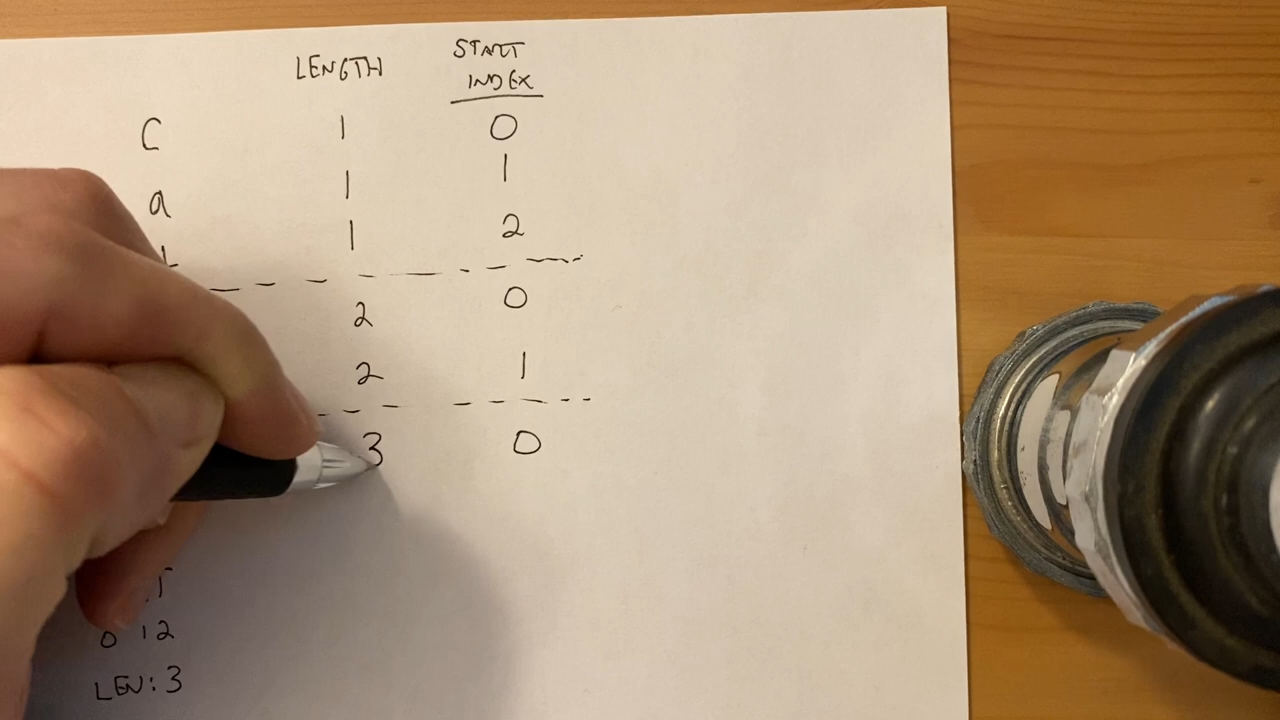 LENGTH START INDEX
C 1 0
a 1 1
1 2
2 0
2 1
3 0
0 1 2
LEN: 3